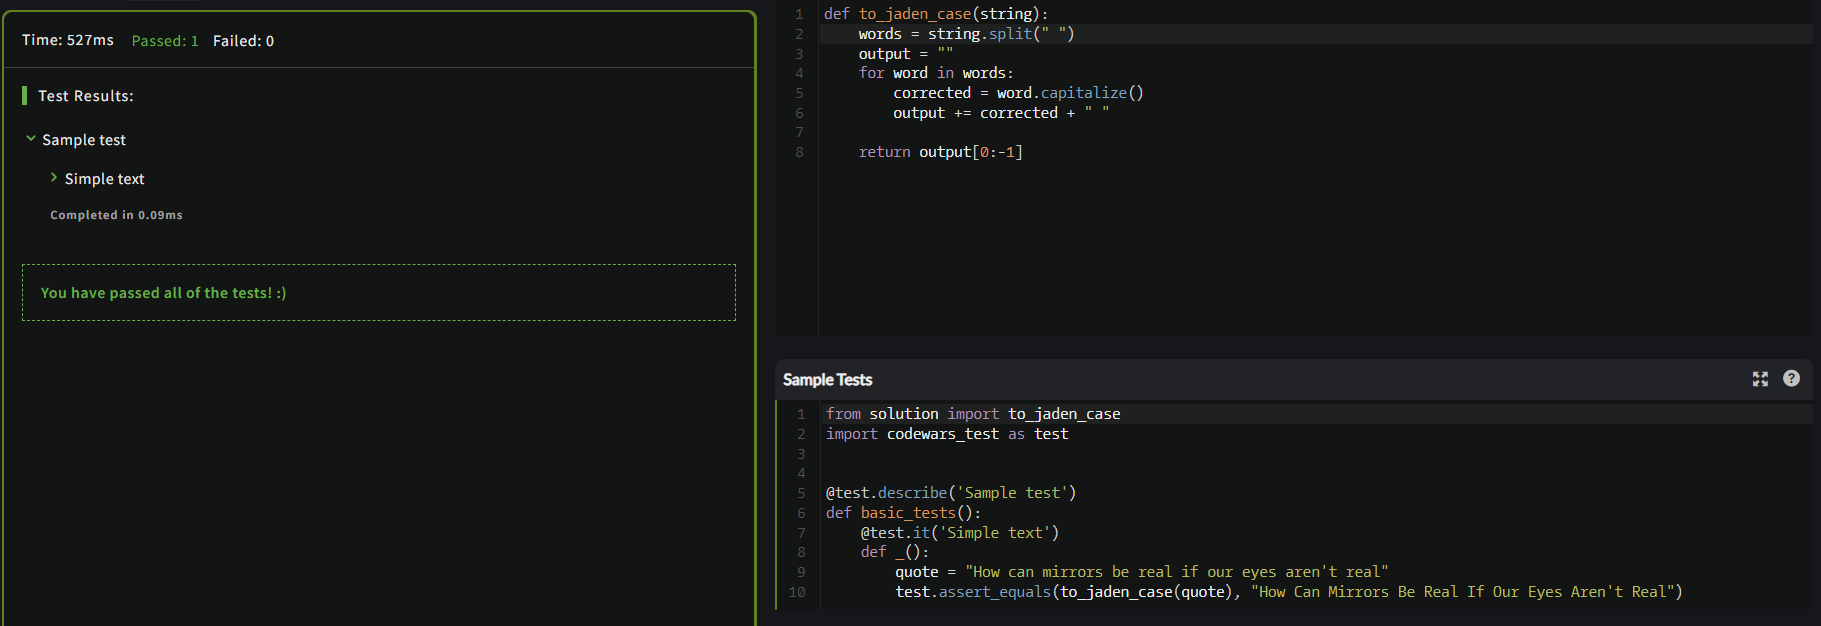 Time: 527ms Passed: 1 Failed: 0
Test Results:
Sample test
Simple text
Completed in 0.09ms
You have passed all of the tests! :)
1 def to_jaden_case(string):
2     words = string.split(" ")
3     output = ""
4     for word in words:
5         corrected = word.capitalize()
6         output += corrected + " "
7
8     return output[0:-1]
Sample Tests
?
1 from solution import to_jaden_case
2 import codewars_test as test
3
4
5 @test.describe('Sample test')
6 def basic_tests():
7     @test.it('Simple text')
8     def _():
9         quote = "How can mirrors be real if our eyes aren't real"
10         test.assert_equals(to_jaden_case(quote), "How Can Mirrors Be Real If Our Eyes Aren't Real")